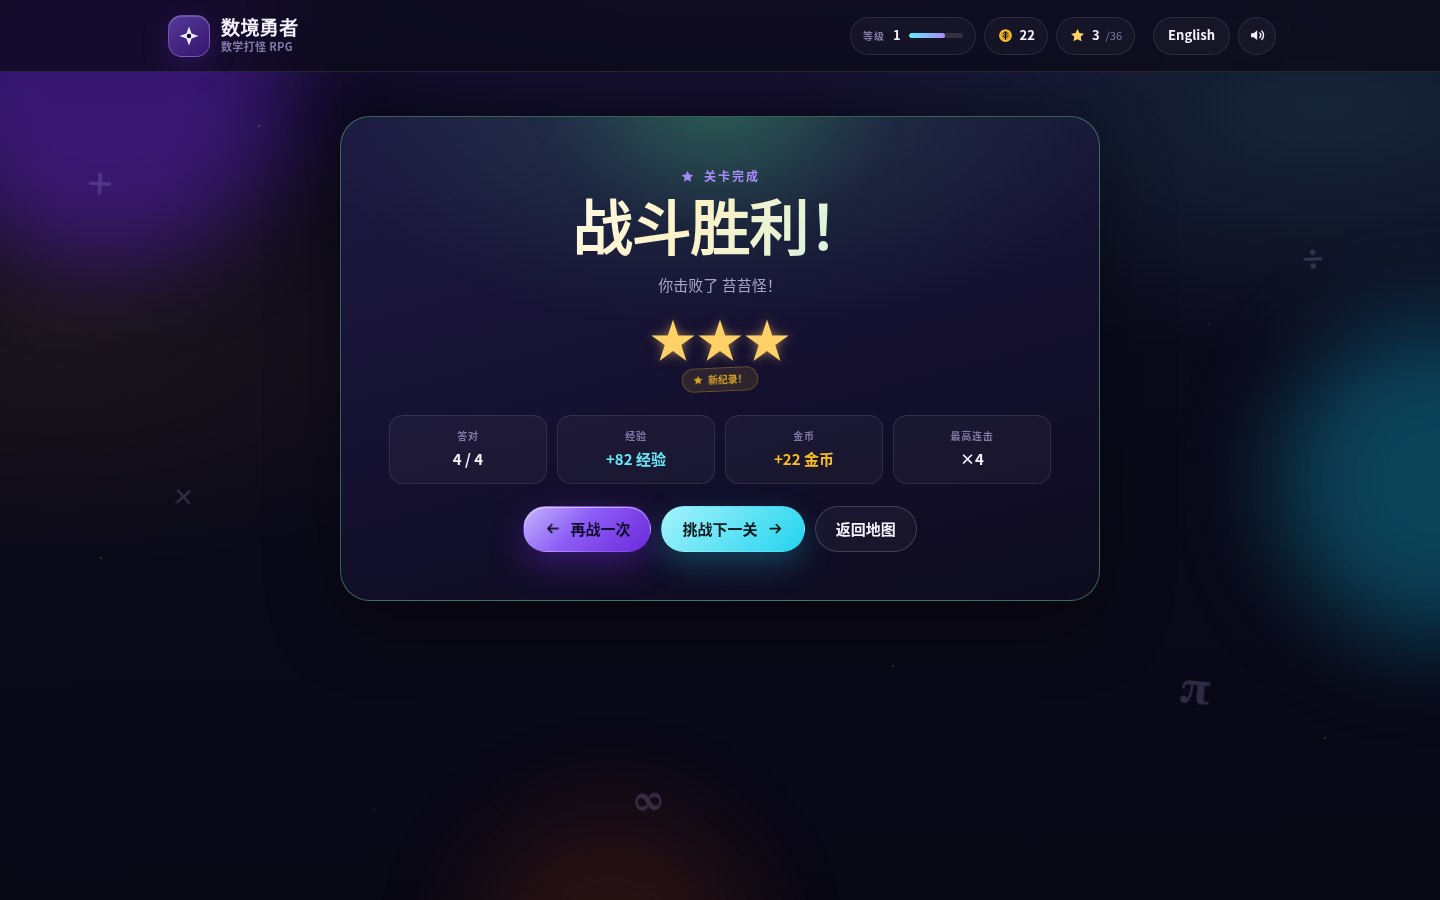 数境勇者
数学打怪 RPG
等级 1
22
3 /36
English
+
÷
×
π
∞
关卡完成
战斗胜利！
你击败了 苔苔怪！
新纪录！
答对
4 / 4
经验
+82 经验
金币
+22 金币
最高连击
×4
再战一次
挑战下一关
返回地图